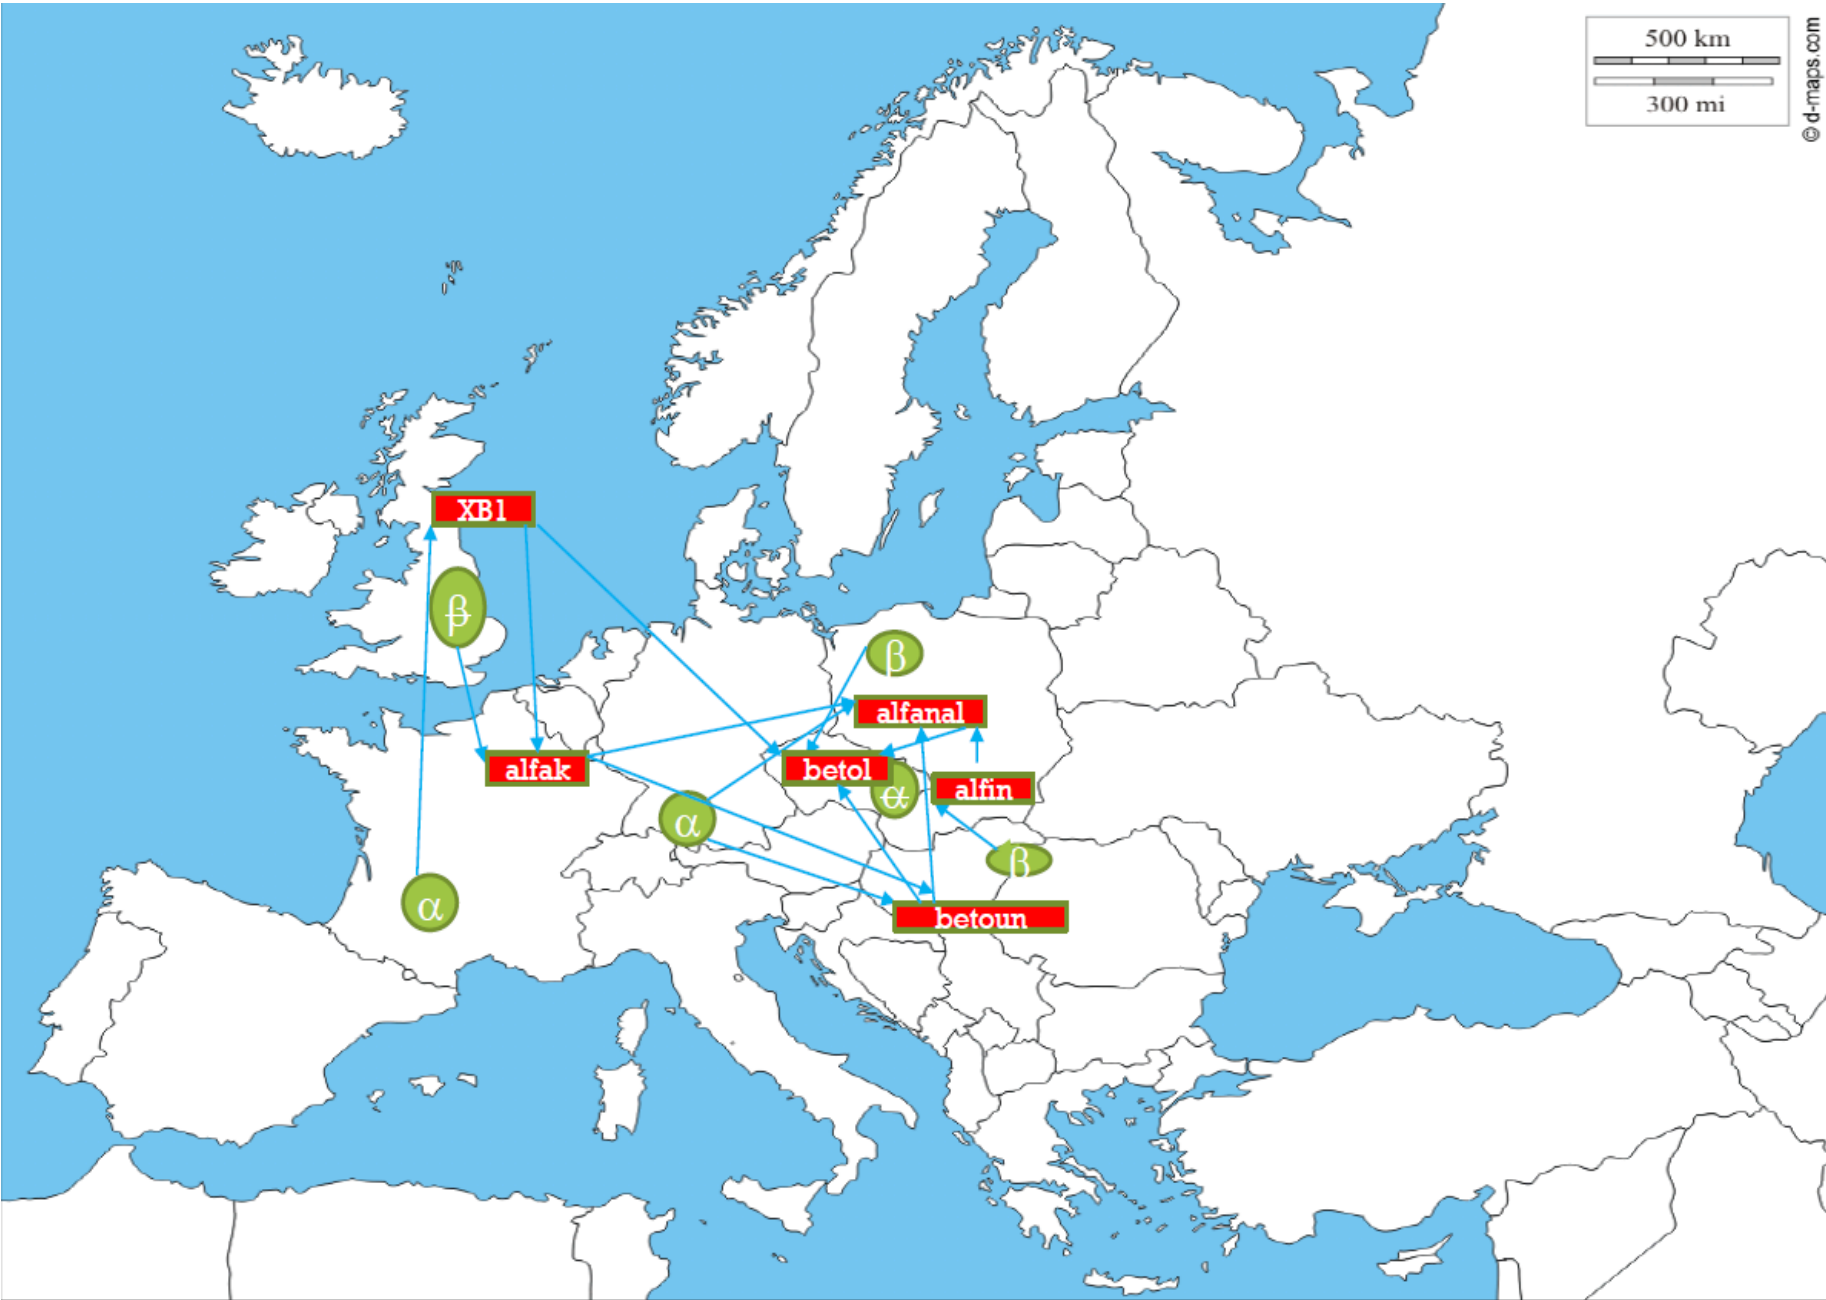 500 km
300 mi
© d-maps.com
XB1
β
β
alfanal
alfak
betol
α
alfin
α
β
α
betoun